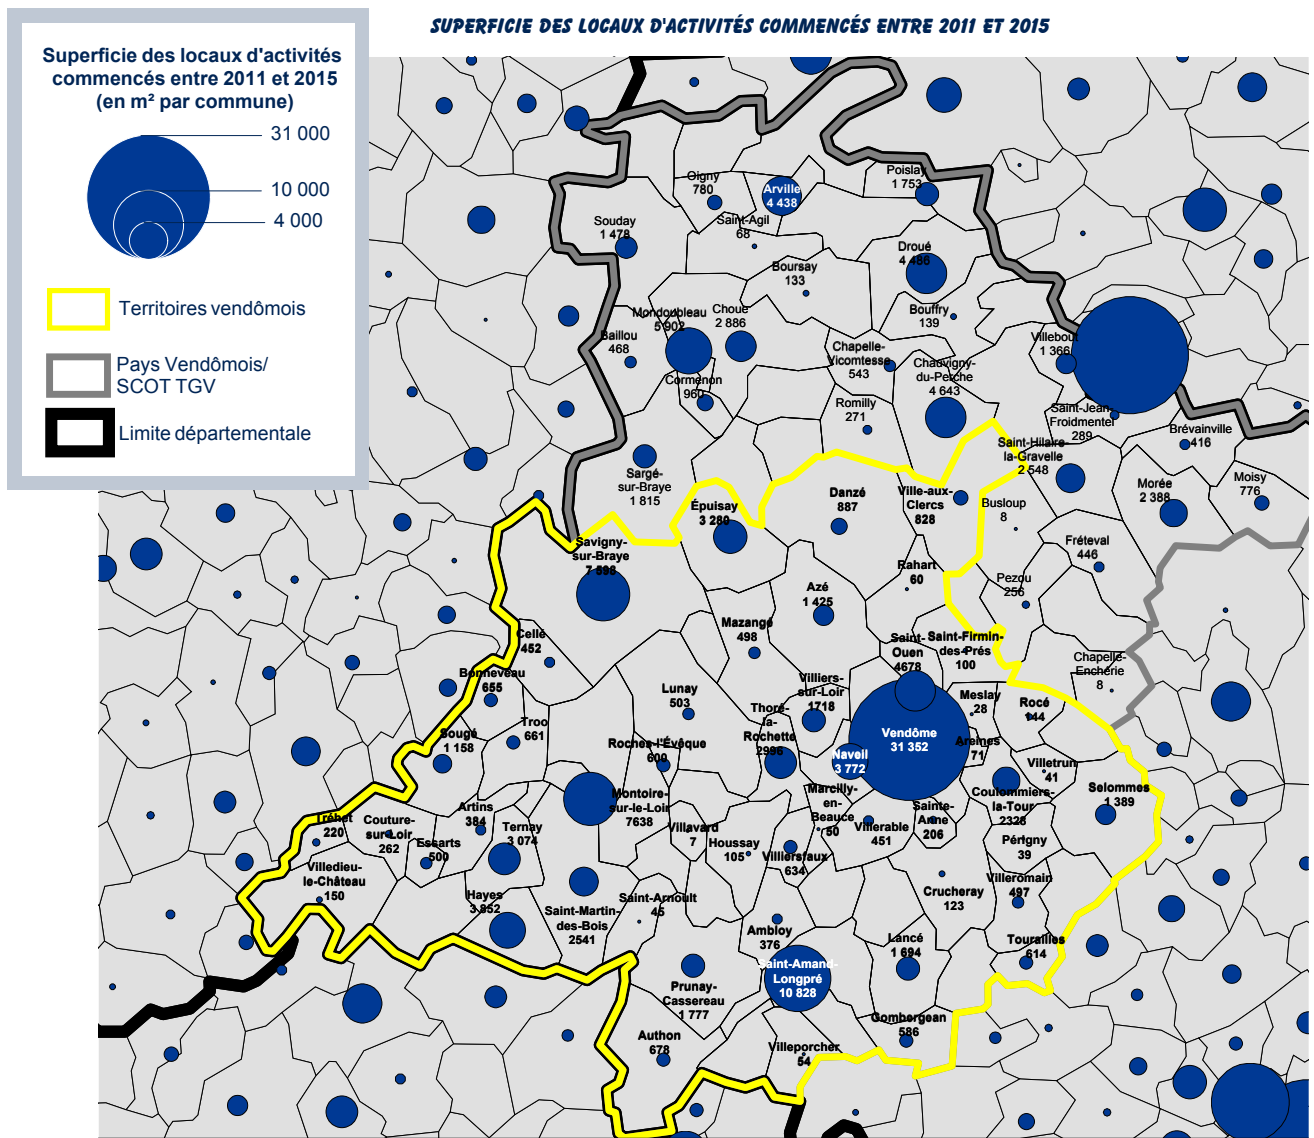 SUPERFICIE DES LOCAUX D'ACTIVITÉS COMMENCÉS ENTRE 2011 ET 2015
Superficie des locaux d'activités
commencés entre 2011 et 2015
(en m² par commune)
31 000
10 000
4 000
Territoires vendômois
Pays Vendômois/
SCOT TGV
Limite départementale
Oigny
780
Arville
4 438
Poislay
1 753
Souday
1 478
Saint-Agil
68
Droué
4 486
Boursay
133
Mondoubleau
5 902
Choue
2 886
Bouffry
139
Baillou
468
Chapelle-
Vicomtesse
543
Villebout
1 366
Chauvigny-
du-Perche
4 643
Cormenon
960
Romilly
271
Saint-Jean-
Froidmentel
289
Brévainville
416
Saint-Hilaire-
la-Gravelle
2 548
Sargé-
sur-Braye
1 815
Morée
2 388
Moisy
776
Épuisay
3 280
Danzé
887
Ville-aux-
Clercs
828
Busloup
8
Savigny-
sur-Braye
7 598
Fréteval
446
Rahart
60
Pezou
256
Azé
1 425
Mazangé
498
Cellé
452
Saint-
Ouen
4678
Saint-Firmin-
des-Prés
100
Chapelle-
Enchérie
8
Bonneveau
655
Lunay
503
Villiers-
sur-Loir
1718
Meslay
28
Rocé
144
Thoré-
la-
Rochette
2996
Troo
661
Sougé
1 158
Roches-l'Évêque
600
Vendôme
31 352
Naveil
3 772
Areines
71
Villetrun
41
Montoire-
sur-le-Loir
7638
Marcilly-
en-
Beauce
50
Coulommiers-
la-Tour
2328
Selommes
1 389
Artins
384
Sainte-
Anne
206
Tréhet
220
Couture-
sur-Loir
262
Ternay
3 074
Villavard
7
Villerable
451
Essarts
500
Houssay
105
Villiersfaux
634
Périgny
39
Villedieu-
le-Château
150
Villeromain
497
Crucheray
123
Hayes
3 852
Saint-Arnoult
45
Saint-Martin-
des-Bois
2541
Ambloy
376
Lancé
1 694
Tourailles
614
Saint-Amand-
Longpré
10 828
Prunay-
Cassereau
1 777
Gombergean
586
Authon
678
Villeporcher
54